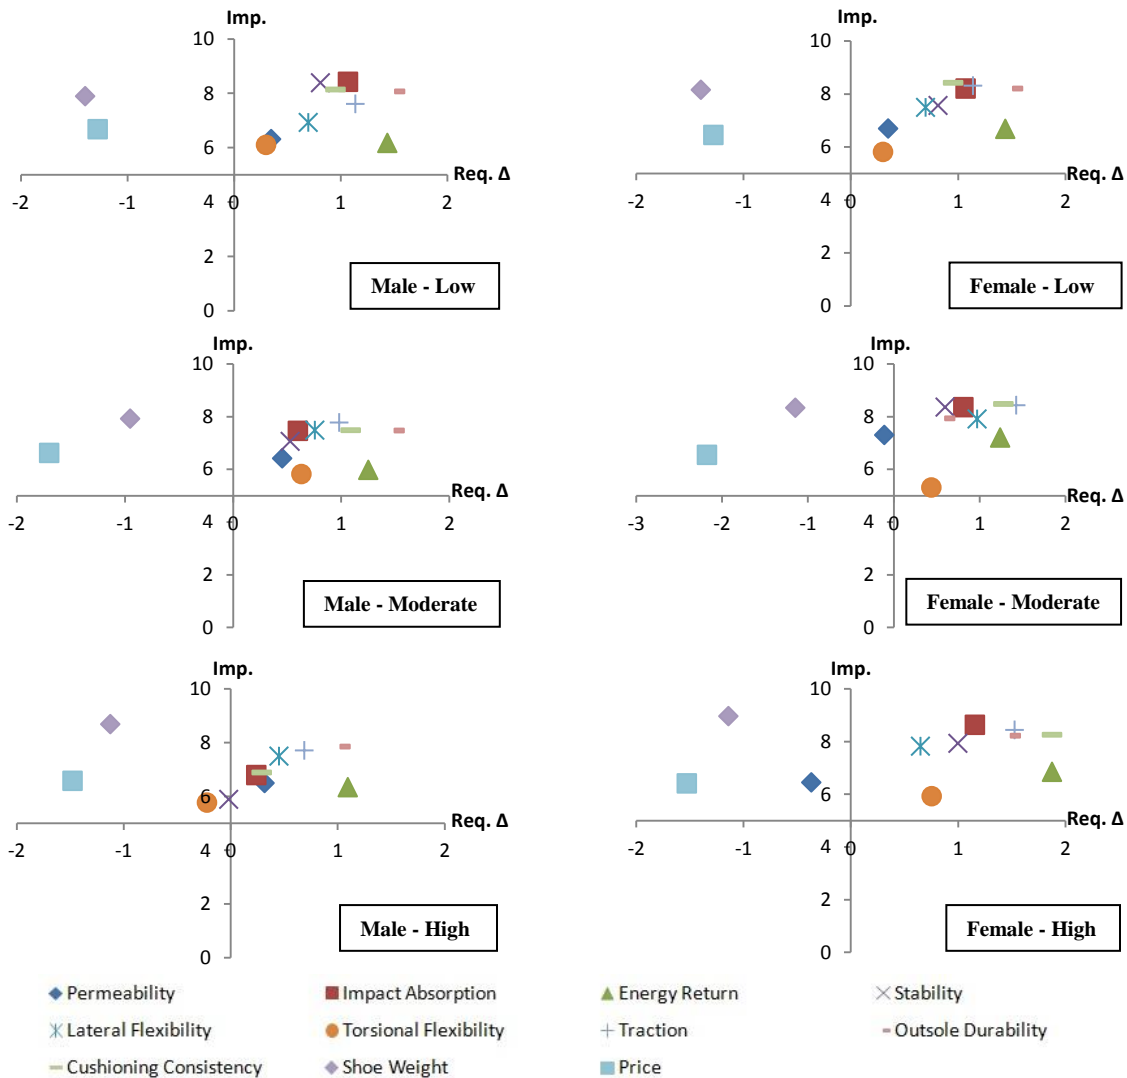 Imp.
10
8
6
Req. Δ
-2 -1 0 1 2
4
2
0
Male - Low
Imp.
10
8
6
Req. Δ
-2 -1 0 1 2
4
2
0
Female - Low
Imp.
10
8
6
Req. Δ
-2 -1 0 1 2
4
2
0
Male - Moderate
Imp.
10
8
6
Req. Δ
-3 -2 -1 0 1 2
4
2
0
Female - Moderate
Imp.
10
8
6
Req. Δ
-2 -1 0 1 2
4
2
0
Male - High
Imp.
10
8
6
Req. Δ
-2 -1 0 1 2
4
2
0
Female - High
Permeability Impact Absorption Energy Return Stability
Lateral Flexibility Torsional Flexibility Traction Outsole Durability
Cushioning Consistency Shoe Weight Price